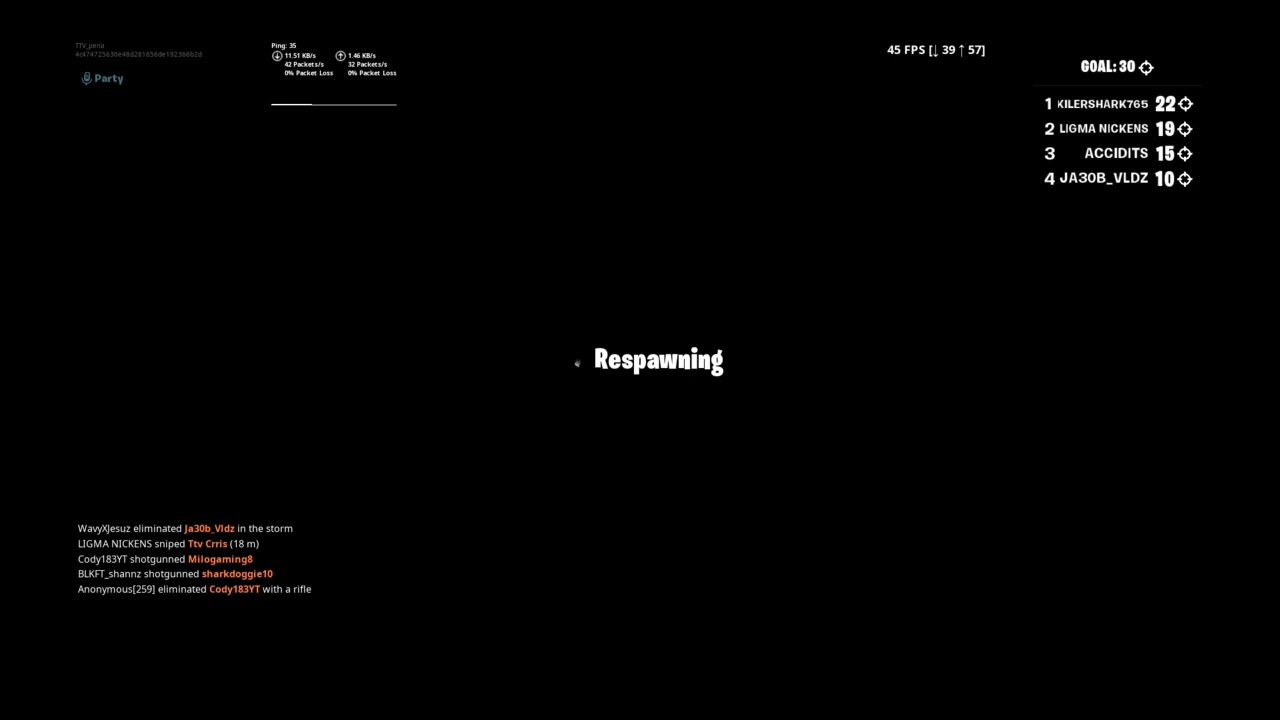 TTV_pena
4c474725630e48d281656de192366b2d
Party
Ping: 35
11.51 KB/s 1.46 KB/s
42 Packets/s 32 Packets/s
0% Packet Loss 0% Packet Loss
45 FPS [↓ 39 ↑ 57]
GOAL: 30
1 KILERSHARK765 22
2 LIGMA NICKENS 19
3 ACCIDITS 15
4 JA30B_VLDZ 10
Respawning
WavyXJesuz eliminated Ja30b_Vldz in the storm
LIGMA NICKENS sniped Ttv Crris (18 m)
Cody183YT shotgunned Milogaming8
BLKFT_shannz shotgunned sharkdoggie10
Anonymous[259] eliminated Cody183YT with a rifle